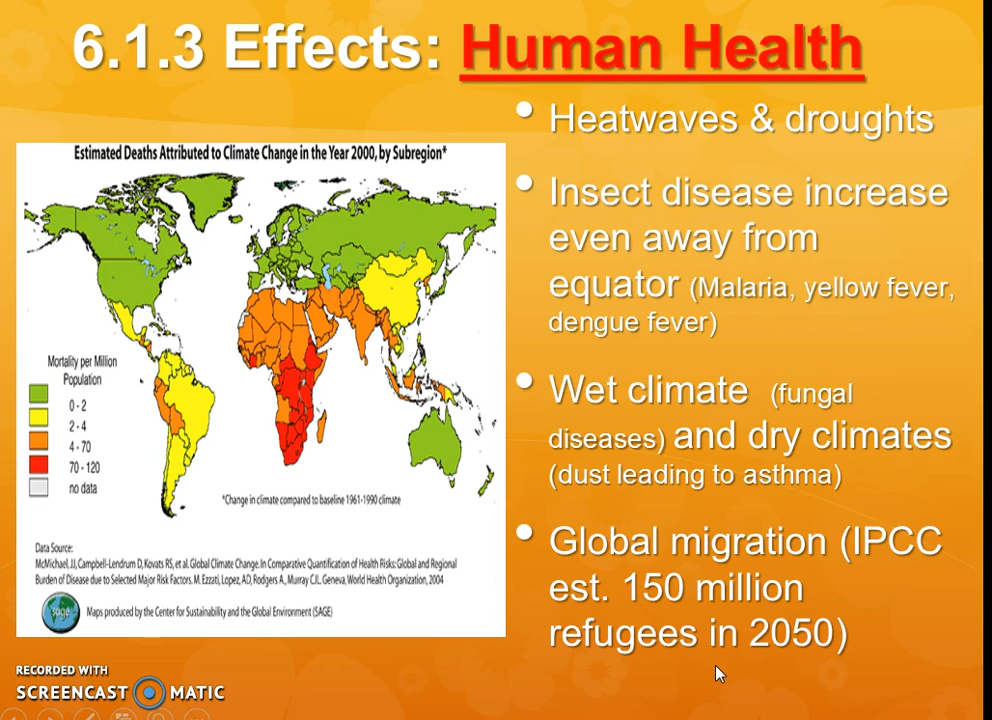 6.1.3 Effects: Human Health
Estimated Deaths Attributed to Climate Change in the Year 2000, by Subregion*
Mortality per Million
Population
0 - 2
2 - 4
4 - 70
70 - 120
no data
*Change in climate compared to baseline 1961-1990 climate
Data Source:
McMichael, JJ, Campbell-Lendrum D, Kovats RS, et al. Global Climate Change. In Comparative Quantification of Health Risks: Global and Regional
Burden of Disease due to Selected Major Risk Factors. M. Ezzati, Lopez, AD, Rodgers A., Murray CJL. Geneva, World Health Organization, 2004
sage
Maps produced by the Center for Sustainability and the Global Environment (SAGE)
• Heatwaves & droughts
• Insect disease increase
even away from
equator (Malaria, yellow fever,
dengue fever)
• Wet climate (fungal
diseases) and dry climates
(dust leading to asthma)
• Global migration (IPCC
est. 150 million
refugees in 2050)
RECORDED WITH
SCREENCAST MATIC